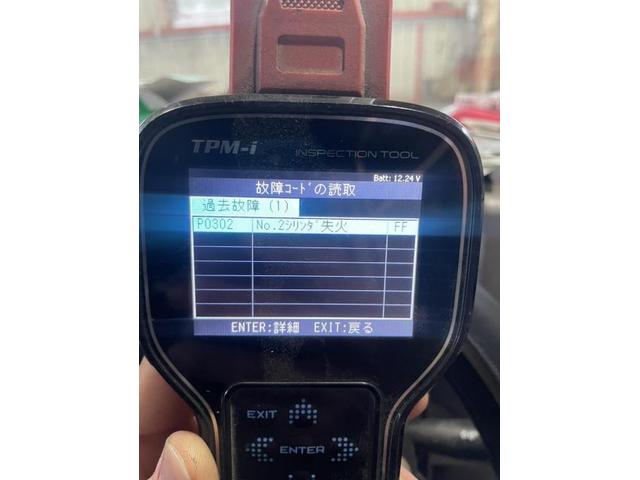 TPM-i
INSPECTION TOOL
Batt: 12.24 V
故障ｺｰﾄﾞの読取
過去故障 (1)
P0302 No.2ｼﾘﾝﾀﾞ失火 FF
ENTER:詳細 EXIT:戻る
EXIT
ENTER